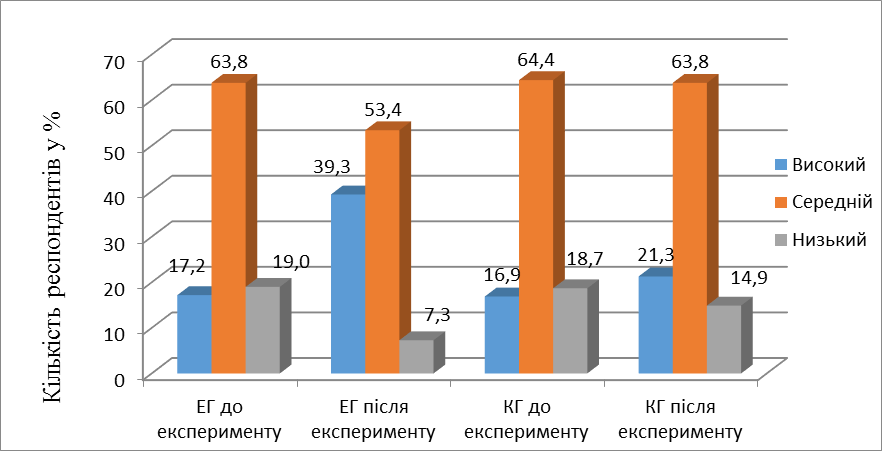 Кількість респондентів у %
70
60
50
40
30
20
10
0
17,2
63,8
19,0
39,3
53,4
7,3
16,9
64,4
18,7
21,3
63,8
14,9
ЕГ до
експерименту
ЕГ після
експерименту
КГ до
експерименту
КГ після
експерименту
Високий
Середній
Низький